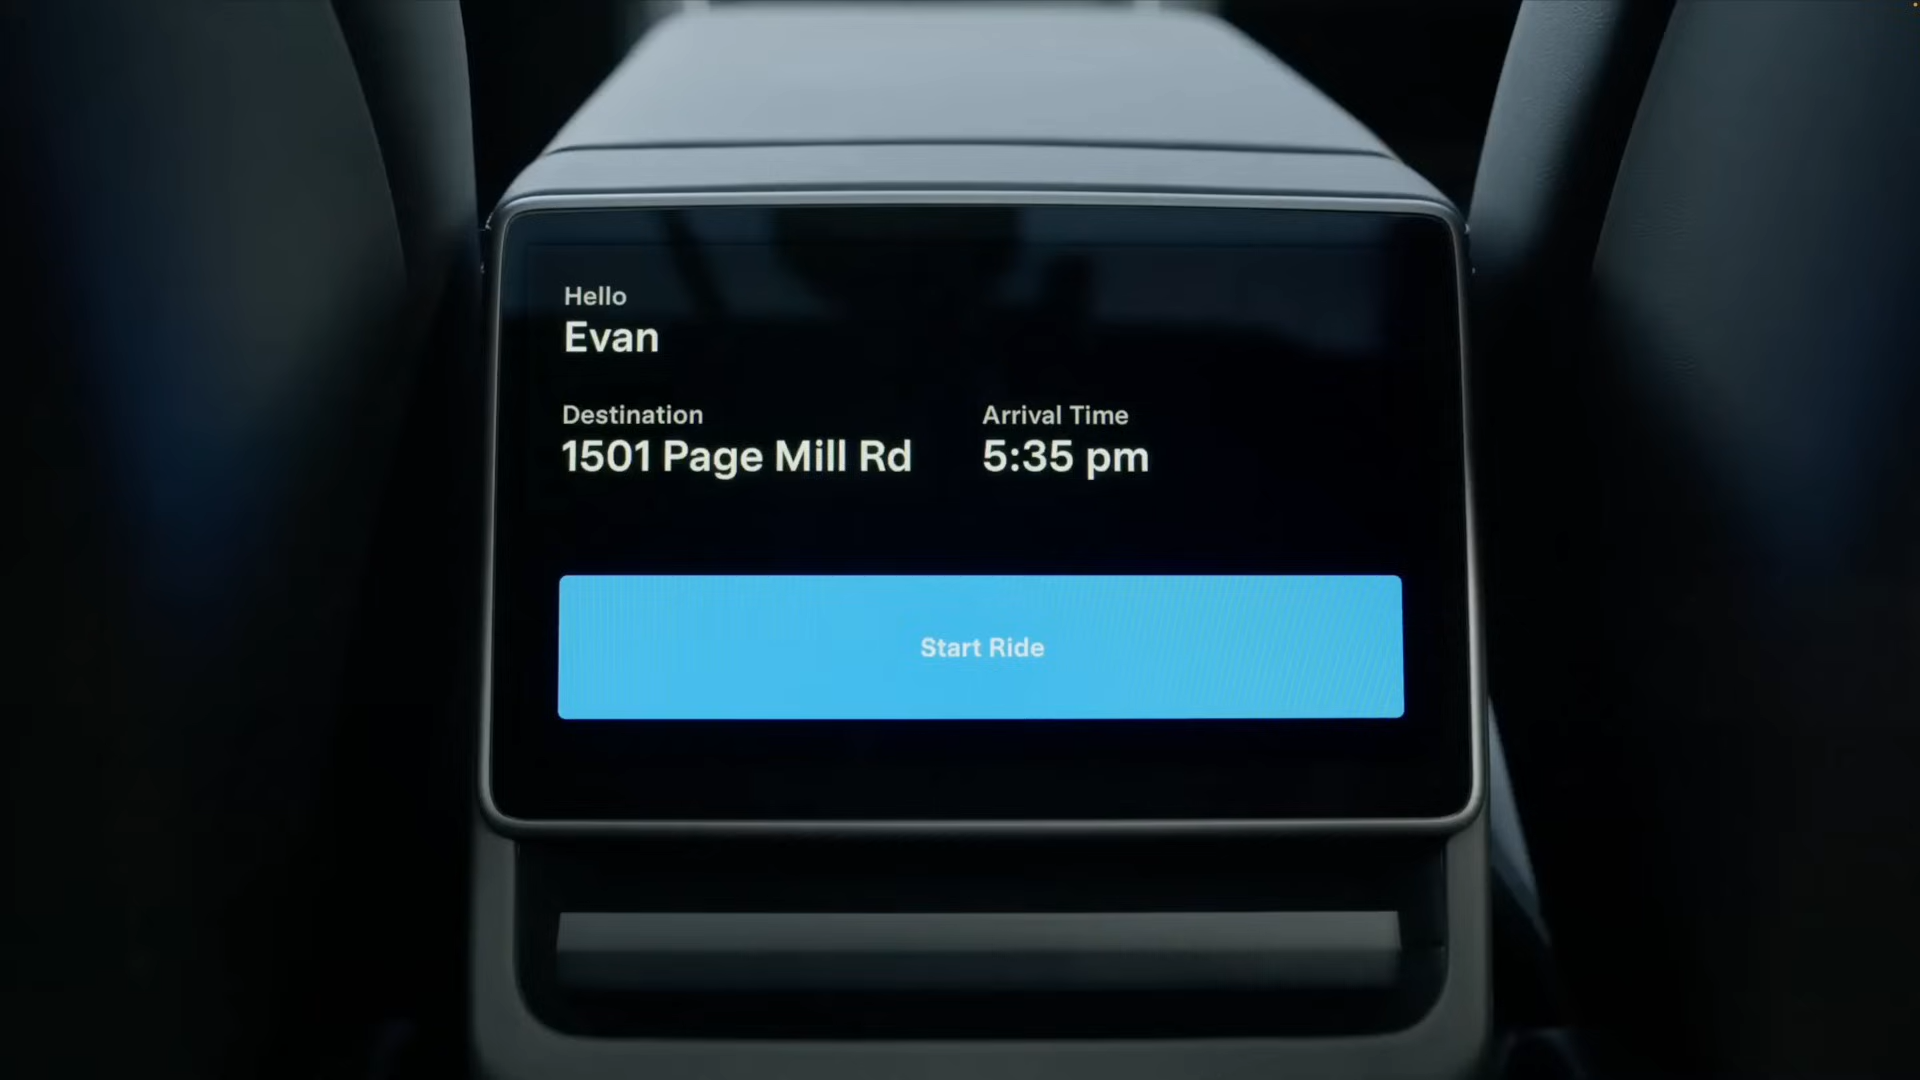 Hello
Evan
Destination
1501 Page Mill Rd
Arrival Time
5:35 pm
Start Ride